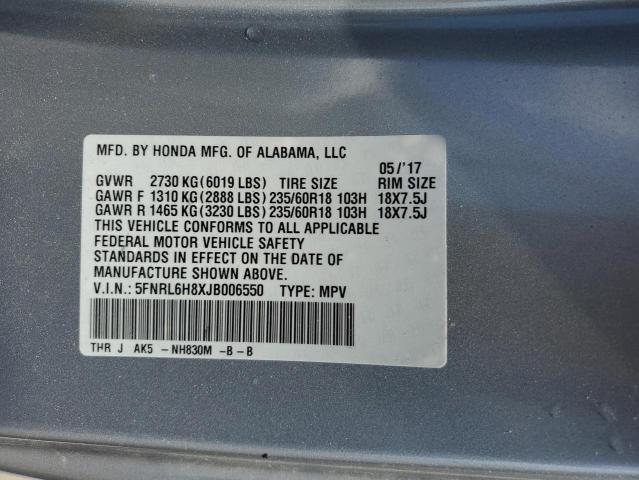 MFD. BY HONDA MFG. OF ALABAMA, LLC 05/'17
GVWR 2730 KG(6019 LBS) TIRE SIZE RIM SIZE
GAWR F 1310 KG(2888 LBS) 235/60R18 103H 18X7.5J
GAWR R 1465 KG(3230 LBS) 235/60R18 103H 18X7.5J
THIS VEHICLE CONFORMS TO ALL APPLICABLE
FEDERAL MOTOR VEHICLE SAFETY
STANDARDS IN EFFECT ON THE DATE OF
MANUFACTURE SHOWN ABOVE.
V.I.N.: 5FNRL6H8XJB006550 TYPE: MPV
THR J AK5 - NH830M -B - B